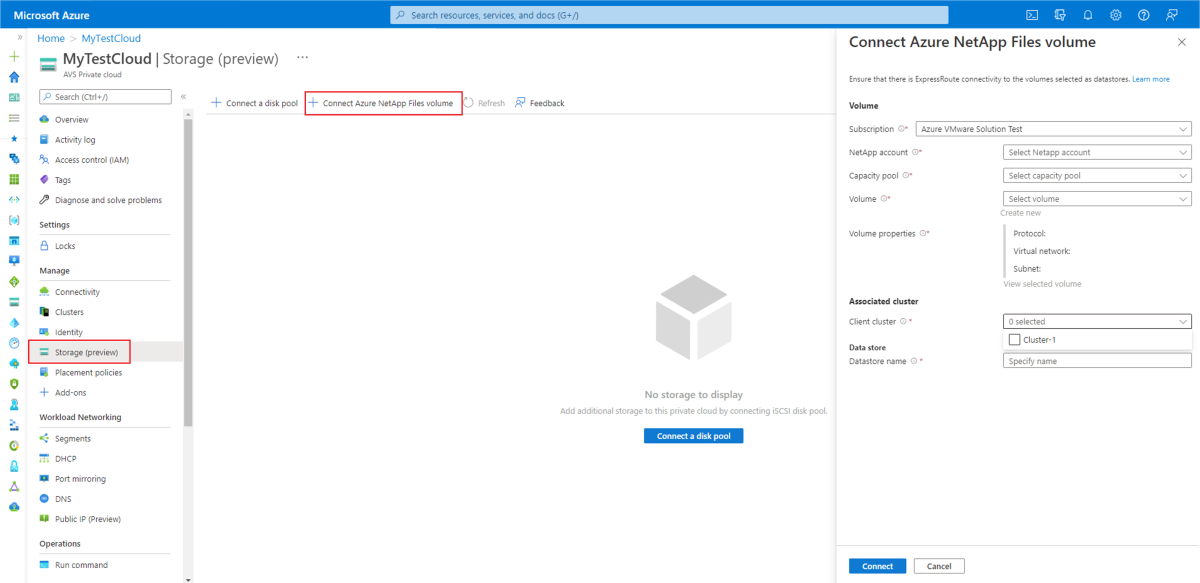 Microsoft Azure
Search resources, services, and docs (G+/)
Home > MyTestCloud
MyTestCloud | Storage (preview) ...
AVS Private cloud
Search (Ctrl+/)
Overview
Activity log
Access control (IAM)
Tags
Diagnose and solve problems
Settings
Locks
Manage
Connectivity
Clusters
Identity
Storage (preview)
Placement policies
Add-ons
Workload Networking
Segments
DHCP
Port mirroring
DNS
Public IP (Preview)
Operations
Run command
Connect a disk pool
Connect Azure NetApp Files volume
Refresh
Feedback
No storage to display
Add additional storage to this private cloud by connecting iSCSI disk pool.
Connect a disk pool
Connect Azure NetApp Files volume
Ensure that there is ExpressRoute connectivity to the volumes selected as datastores. Learn more
Volume
Subscription * Azure VMware Solution Test
NetApp account * Select Netapp account
Capacity pool * Select capacity pool
Volume * Select volume
Create new
Volume properties * Protocol:
Virtual network:
Subnet:
View selected volume
Associated cluster
Client cluster * 0 selected
Cluster-1
Data store
Datastore name * Specify name
Connect Cancel